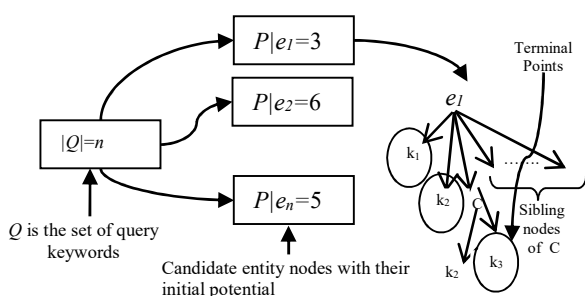 P|e1=3
Terminal
Points
P|e2=6
e1
|Q|=n
k1
........
k2
C
P|en=5
Sibling
nodes
of C
Q is the set of query
keywords
k2
k3
Candidate entity nodes with their
initial potential